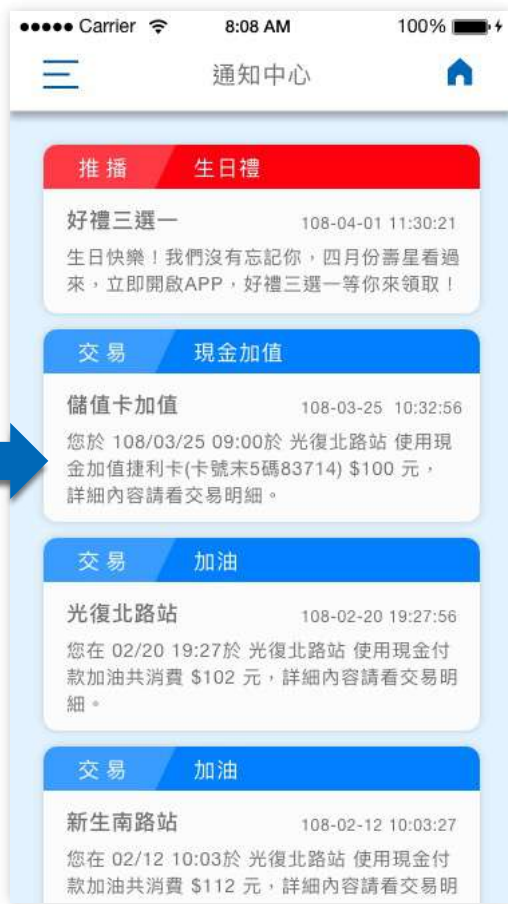 Carrier 8:08 AM 100%
通知中心
推播 生日禮
好禮三選一 108-04-01 11:30:21
生日快樂！我們沒有忘記你，四月份壽星看過
來，立即開啟APP，好禮三選一等你來領取！
交易 現金加值
儲值卡加值 108-03-25 10:32:56
您於 108/03/25 09:00於 光復北路站 使用現
金加值捷利卡(卡號末5碼83714) $100 元，
詳細內容請看交易明細。
交易 加油
光復北路站 108-02-20 19:27:56
您在 02/20 19:27於 光復北路站 使用現金付
款加油共消費 $102 元，詳細內容請看交易明
細。
交易 加油
新生南路站 108-02-12 10:03:27
您在 02/12 10:03於 光復北路站 使用現金付
款加油共消費 $112 元，詳細內容請看交易明